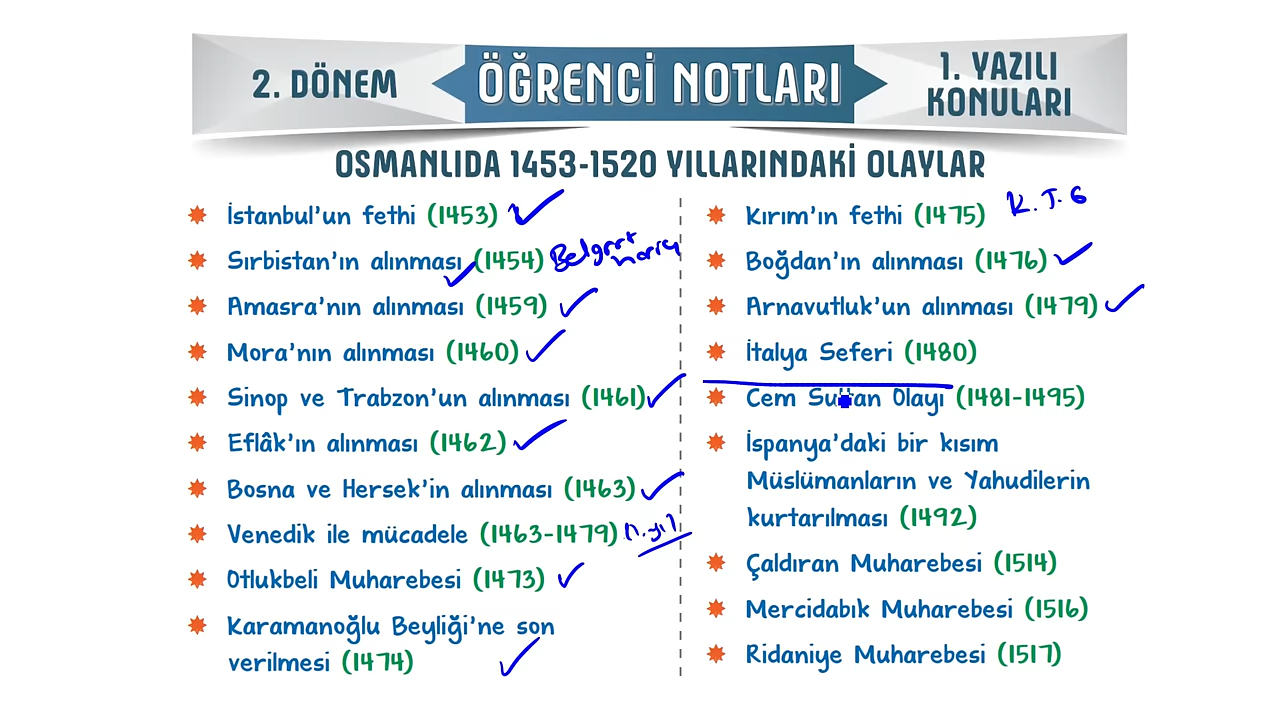 2. DÖNEM
ÖĞRENCİ NOTLARI
1. YAZILI
KONULARI
OSMANLIDA 1453-1520 YILLARINDAKİ OLAYLAR
İstanbul'un fethi (1453)
Sırbistan'ın alınması (1454) Belgrat hariç
Amasra'nın alınması (1459)
Mora'nın alınması (1460)
Sinop ve Trabzon'un alınması (1461)
Eflâk'ın alınması (1462)
Bosna ve Hersek'in alınması (1463)
Venedik ile mücadele (1463-1479)
Otlukbeli Muharebesi (1473)
Karamanoğlu Beyliği'ne son
verilmesi (1474)
Kırım'ın fethi (1475) K.T.G
Boğdan'ın alınması (1476)
Arnavutluk'un alınması (1479)
İtalya Seferi (1480)
Cem Sultan Olayı (1481-1495)
İspanya'daki bir kısım
Müslümanların ve Yahudilerin
kurtarılması (1492)
Çaldıran Muharebesi (1514)
Mercidabık Muharebesi (1516)
Ridaniye Muharebesi (1517)